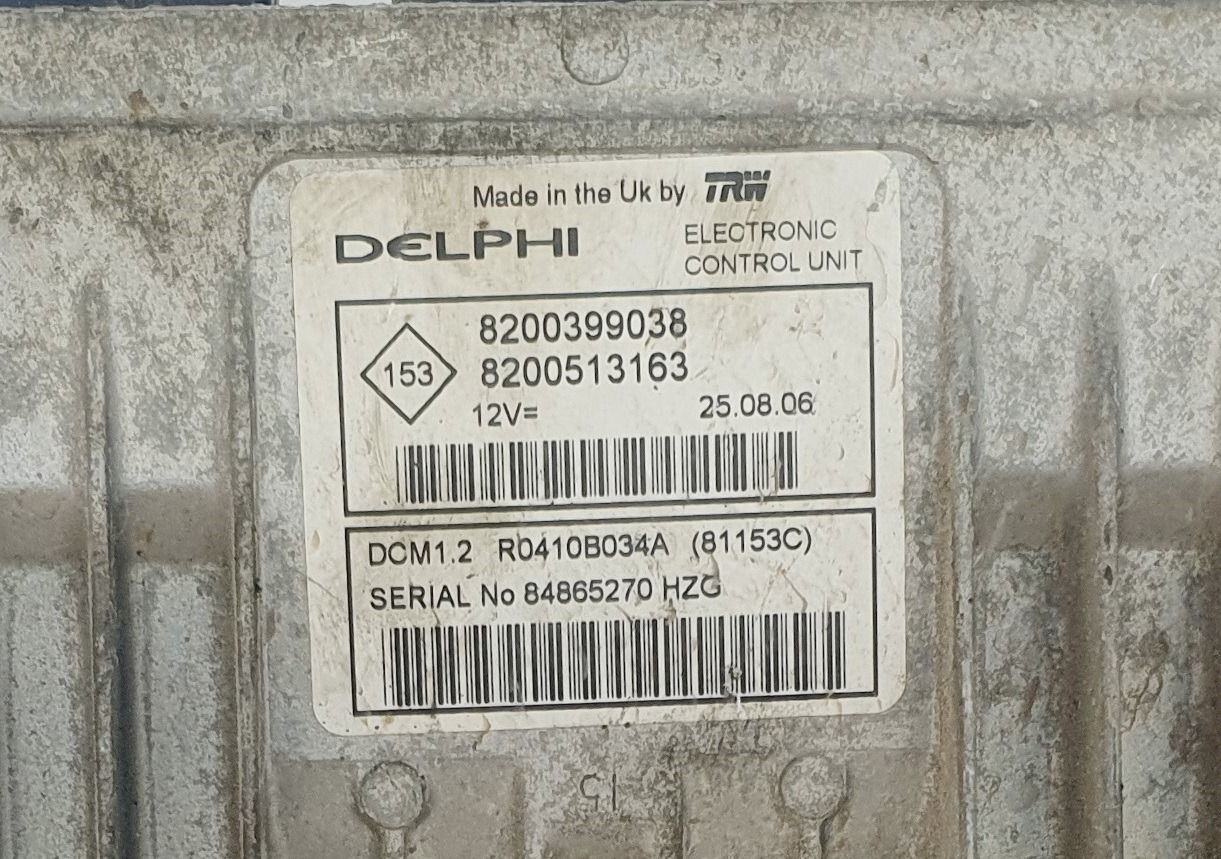 Made in the Uk by TRW
DELPHI
ELECTRONIC
CONTROL UNIT
153
8200399038
8200513163
12V=
25.08.06
DCM1.2 R0410B034A (81153C)
SERIAL No 84865270 HZG